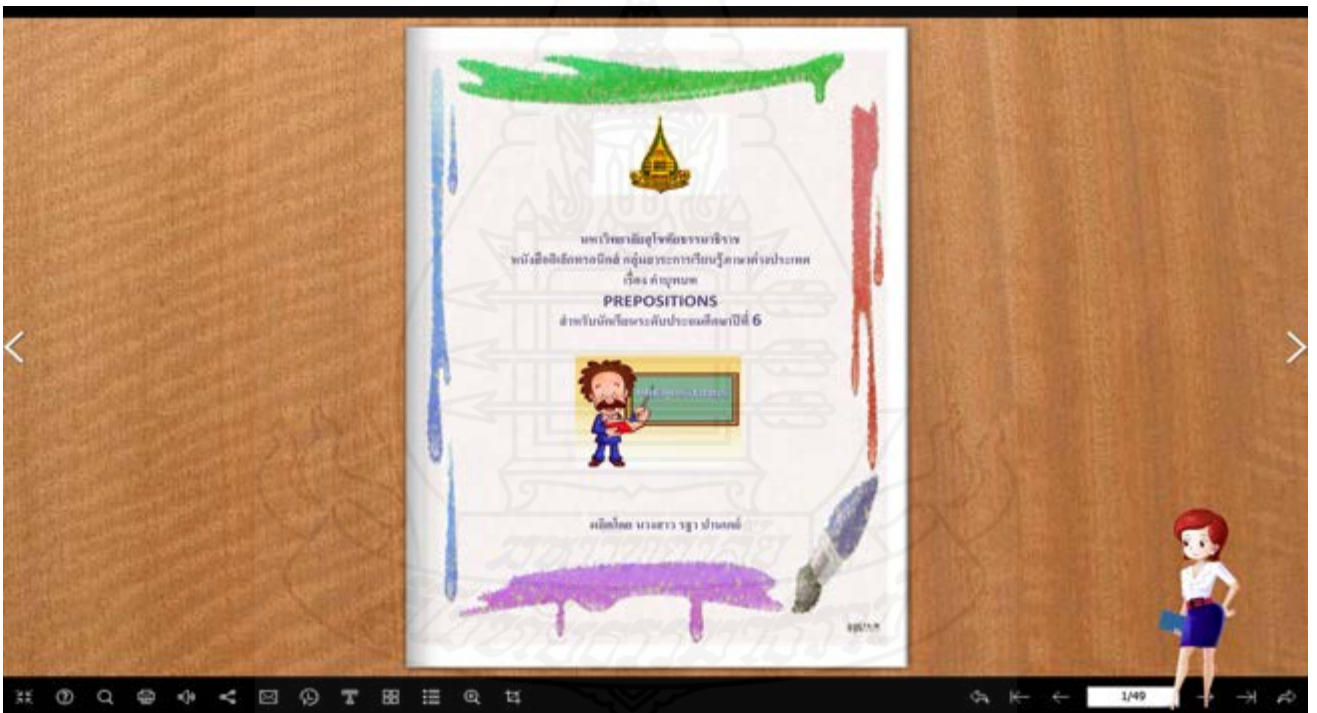 มหาวิทยาลัยสุโขทัยธรรมาธิราช
หนังสืออิเล็กทรอนิกส์ กลุ่มสาระการเรียนรู้ภาษาต่างประเทศ
เรื่อง คำบุพบท
PREPOSITIONS
สำหรับนักเรียนระดับประถมศึกษาปีที่ 6
ผลิตโดย นางสาว
1/49